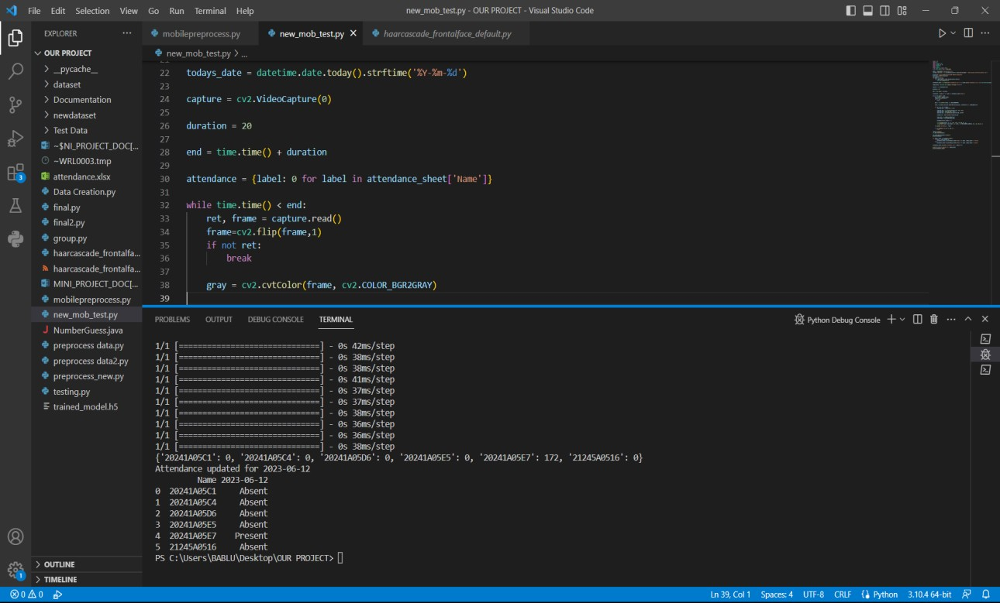 File Edit Selection View Go Run Terminal Help new_mob_test.py - OUR PROJECT - Visual Studio Code
EXPLORER ...
OUR PROJECT
__pycache__
dataset
Documentation
newdataset
Test Data
~$NI_PROJECT_DOC[...
~WRL0003.tmp
attendance.xlsx
Data Creation.py
final.py
final2.py
group.py
haarcascade_frontalfa...
haarcascade_frontalfa...
MINI_PROJECT_DOC[...
mobilepreprocess.py
new_mob_test.py
NumberGuess.java
preprocess data.py
preprocess data2.py
preprocess_new.py
testing.py
trained_model.h5
OUTLINE
TIMELINE
3
1
mobilepreprocess.py new_mob_test.py haarcascade_frontalface_default.py
new_mob_test.py > ...
22 todays_date = datetime.date.today().strftime('%Y-%m-%d')
23
24 capture = cv2.VideoCapture(0)
25
26 duration = 20
27
28 end = time.time() + duration
29
30 attendance = {label: 0 for label in attendance_sheet['Name']}
31
32 while time.time() < end:
33     ret, frame = capture.read()
34     frame=cv2.flip(frame,1)
35     if not ret:
36         break
37
38     gray = cv2.cvtColor(frame, cv2.COLOR_BGR2GRAY)
39
PROBLEMS OUTPUT DEBUG CONSOLE TERMINAL Python Debug Console
1/1 [==============================] - 0s 42ms/step
1/1 [==============================] - 0s 38ms/step
1/1 [==============================] - 0s 38ms/step
1/1 [==============================] - 0s 41ms/step
1/1 [==============================] - 0s 37ms/step
1/1 [==============================] - 0s 37ms/step
1/1 [==============================] - 0s 38ms/step
1/1 [==============================] - 0s 36ms/step
1/1 [==============================] - 0s 36ms/step
1/1 [==============================] - 0s 38ms/step
{'20241A05C1': 0, '20241A05C4': 0, '20241A05D6': 0, '20241A05E5': 0, '20241A05E7': 172, '21245A0516': 0}
Attendance updated for 2023-06-12
         Name 2023-06-12
0  20241A05C1     Absent
1  20241A05C4     Absent
2  20241A05D6     Absent
3  20241A05E5     Absent
4  20241A05E7    Present
5  21245A0516     Absent
PS C:\Users\BABLU\Desktop\OUR PROJECT>
0 0 Ln 39, Col 1 Spaces: 4 UTF-8 CRLF Python 3.10.4 64-bit